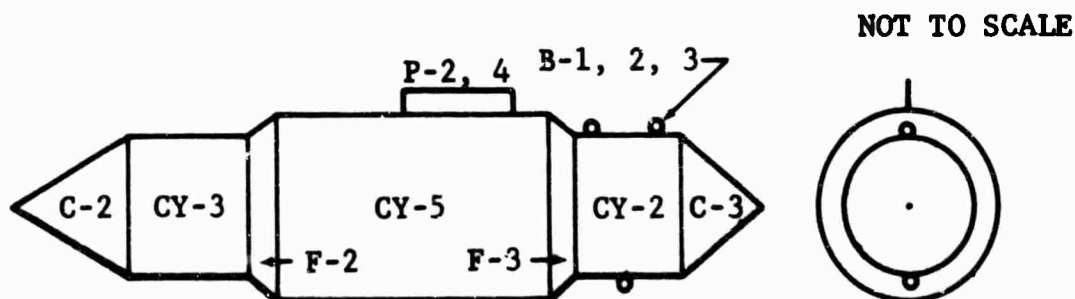 NOT TO SCALE
P-2, 4
B-1, 2, 3
C-2
CY-3
CY-5
CY-2
C-3
F-2
F-3